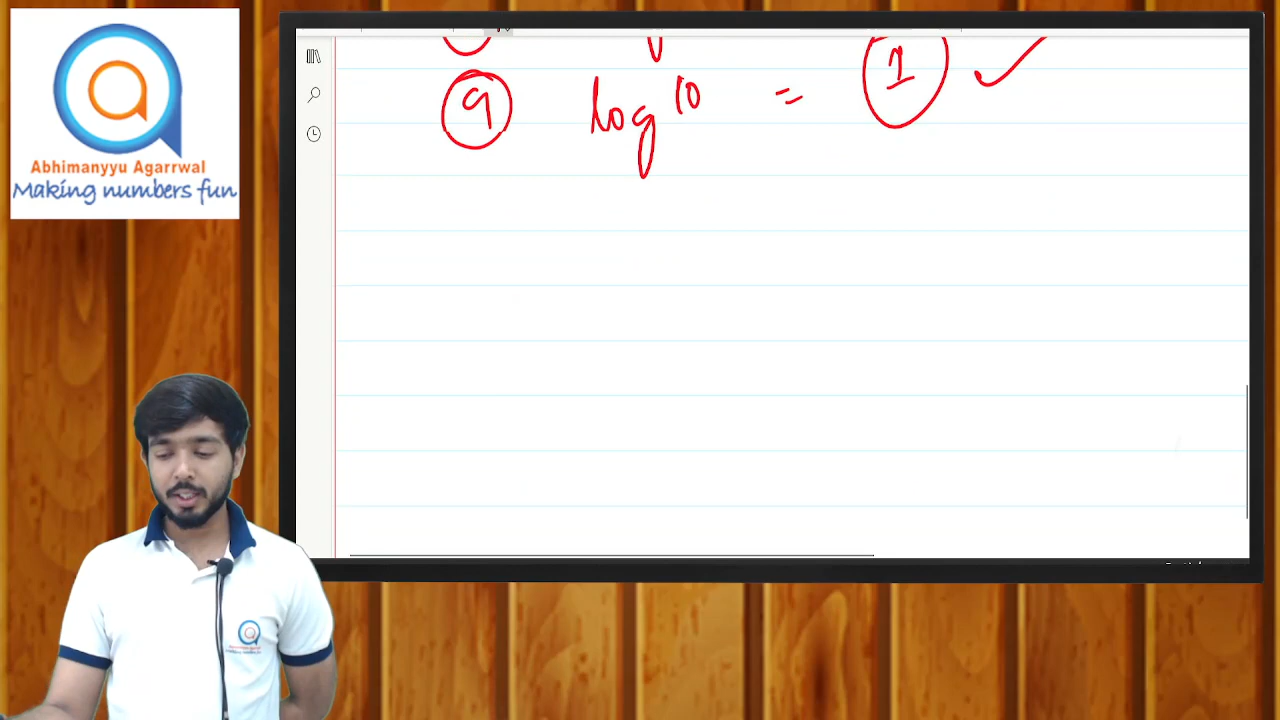 Abhimanyyu Agarrwal
Making numbers fun
9 log 10 = 1 ✓